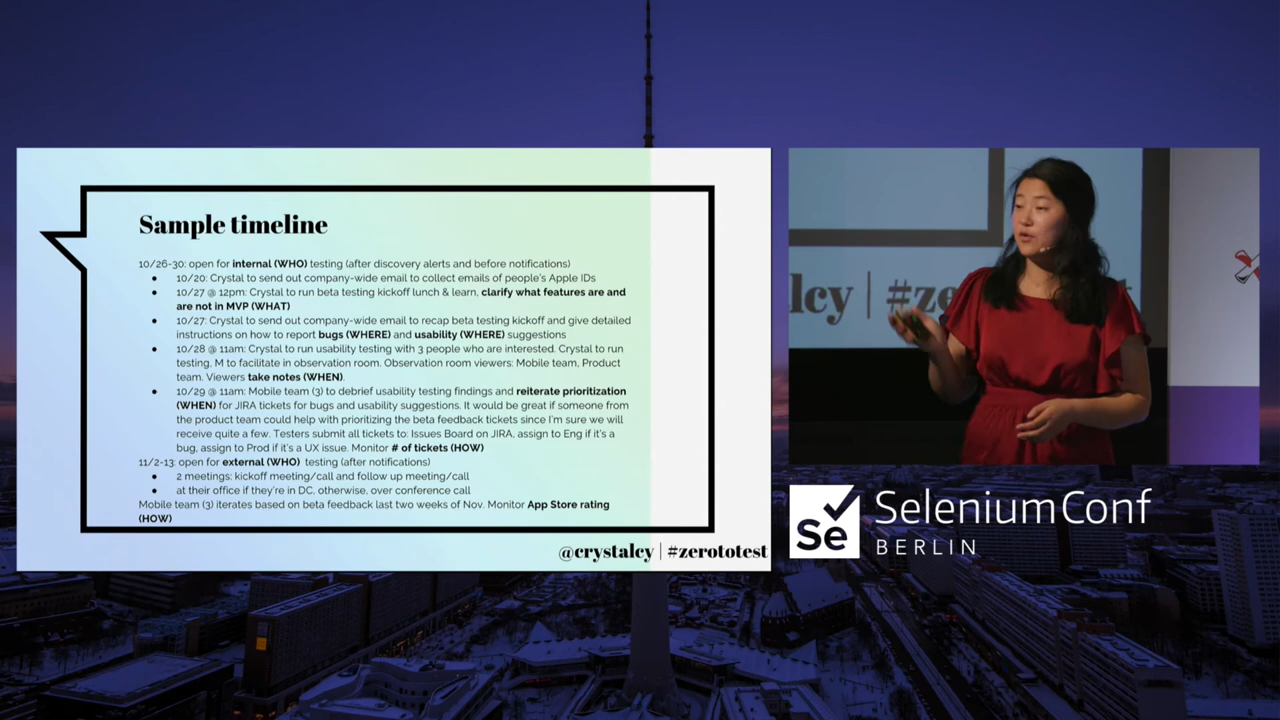 Sample timeline
10/26-30: open for internal (WHO) testing (after discovery alerts and before notifications)
● 10/20: Crystal to send out company-wide email to collect emails of people's Apple IDs
● 10/27 @ 12pm: Crystal to run beta testing kickoff lunch & learn, clarify what features are and
are not in MVP (WHAT)
● 10/27: Crystal to send out company-wide email to recap beta testing kickoff and give detailed
instructions on how to report bugs (WHERE) and usability (WHERE) suggestions
● 10/28 @ 11am: Crystal to run usability testing with 3 people who are interested. Crystal to run
testing, M to facilitate in observation room. Observation room viewers: Mobile team, Product
team. Viewers take notes (WHEN).
● 10/29 @ 11am: Mobile team (3) to debrief usability testing findings and reiterate prioritization
(WHEN) for JIRA tickets for bugs and usability suggestions. It would be great if someone from
the product team could help with prioritizing the beta feedback tickets since I'm sure we will
receive quite a few. Testers submit all tickets to: Issues Board on JIRA, assign to Eng if it's a
bug, assign to Prod if it's a UX issue. Monitor # of tickets (HOW)
11/2-13: open for external (WHO) testing (after notifications)
● 2 meetings: kickoff meeting/call and follow up meeting/call
● at their office if they're in DC, otherwise, over conference call
Mobile team (3) iterates based on beta feedback last two weeks of Nov. Monitor App Store rating
(HOW)
@crystalcy | #zerototest
lcy | #ze
Se SeleniumConf
BERLIN